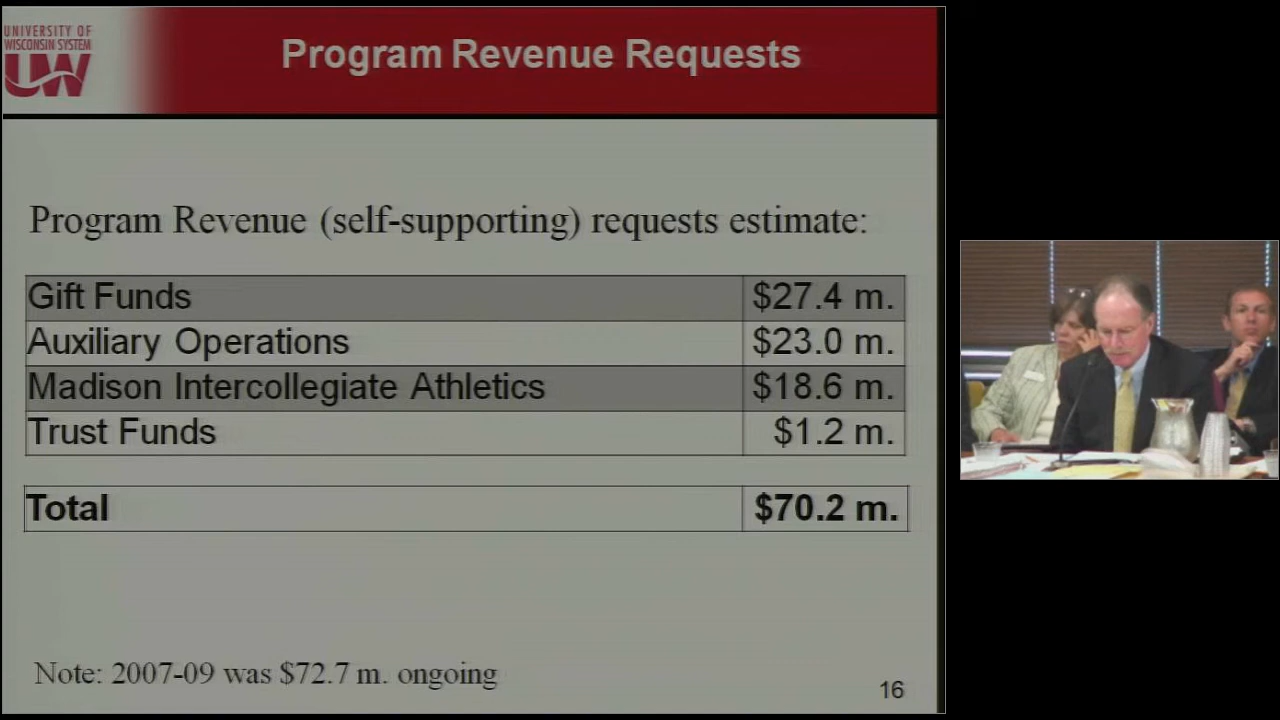 UNIVERSITY OF
WISCONSIN SYSTEM
UW
Program Revenue Requests
Program Revenue (self-supporting) requests estimate:
Gift Funds $27.4 m.
Auxiliary Operations $23.0 m.
Madison Intercollegiate Athletics $18.6 m.
Trust Funds $1.2 m.
Total $70.2 m.
Note: 2007-09 was $72.7 m. ongoing
16